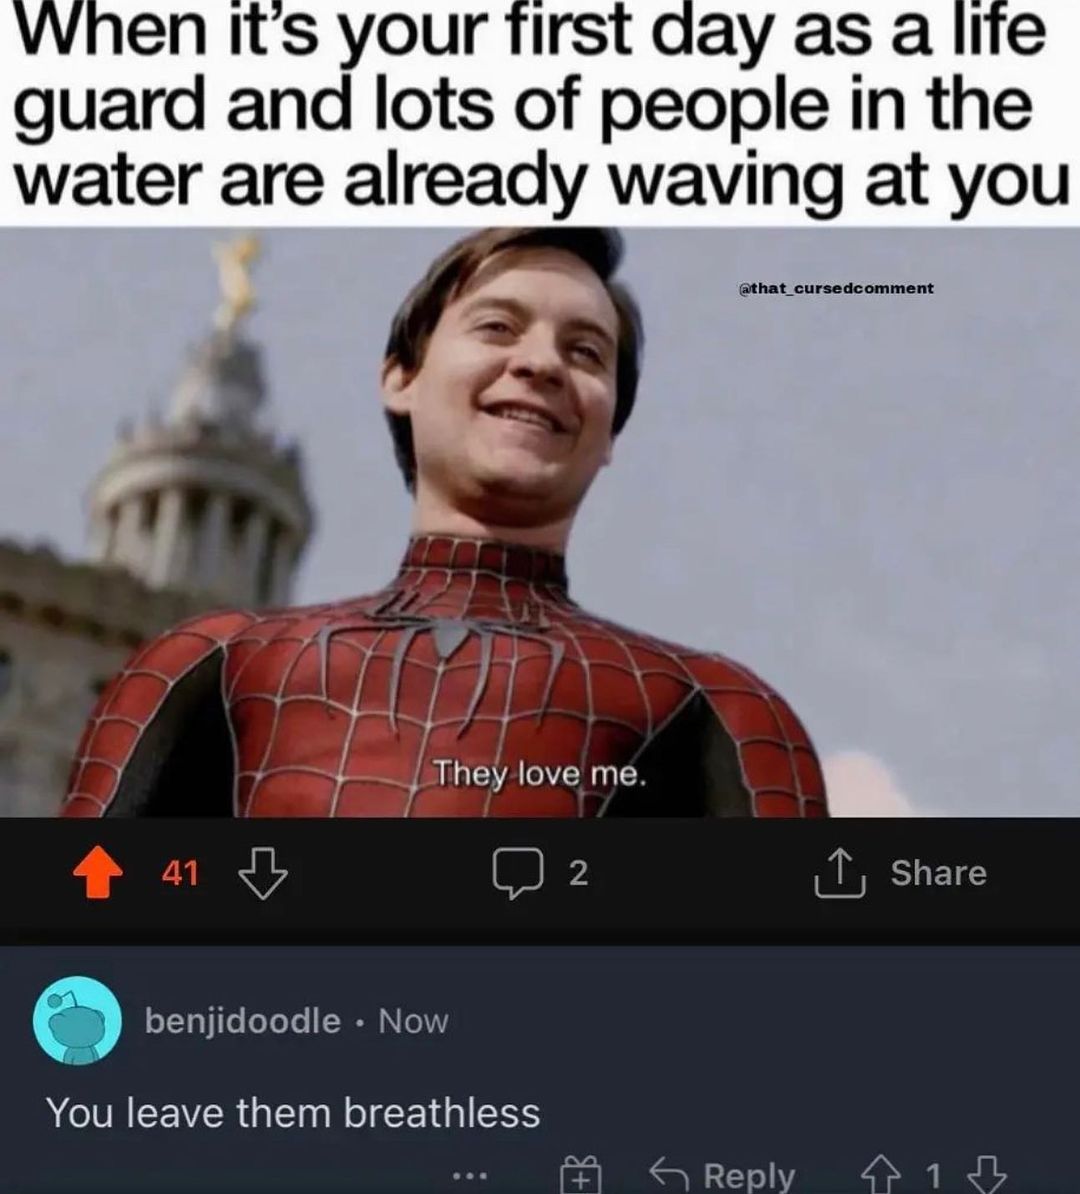 When it's your first day as a life
guard and lots of people in the
water are already waving at you
@that_cursedcomment
They love me.
41
2
Share
benjidoodle • Now
You leave them breathless
Reply
1